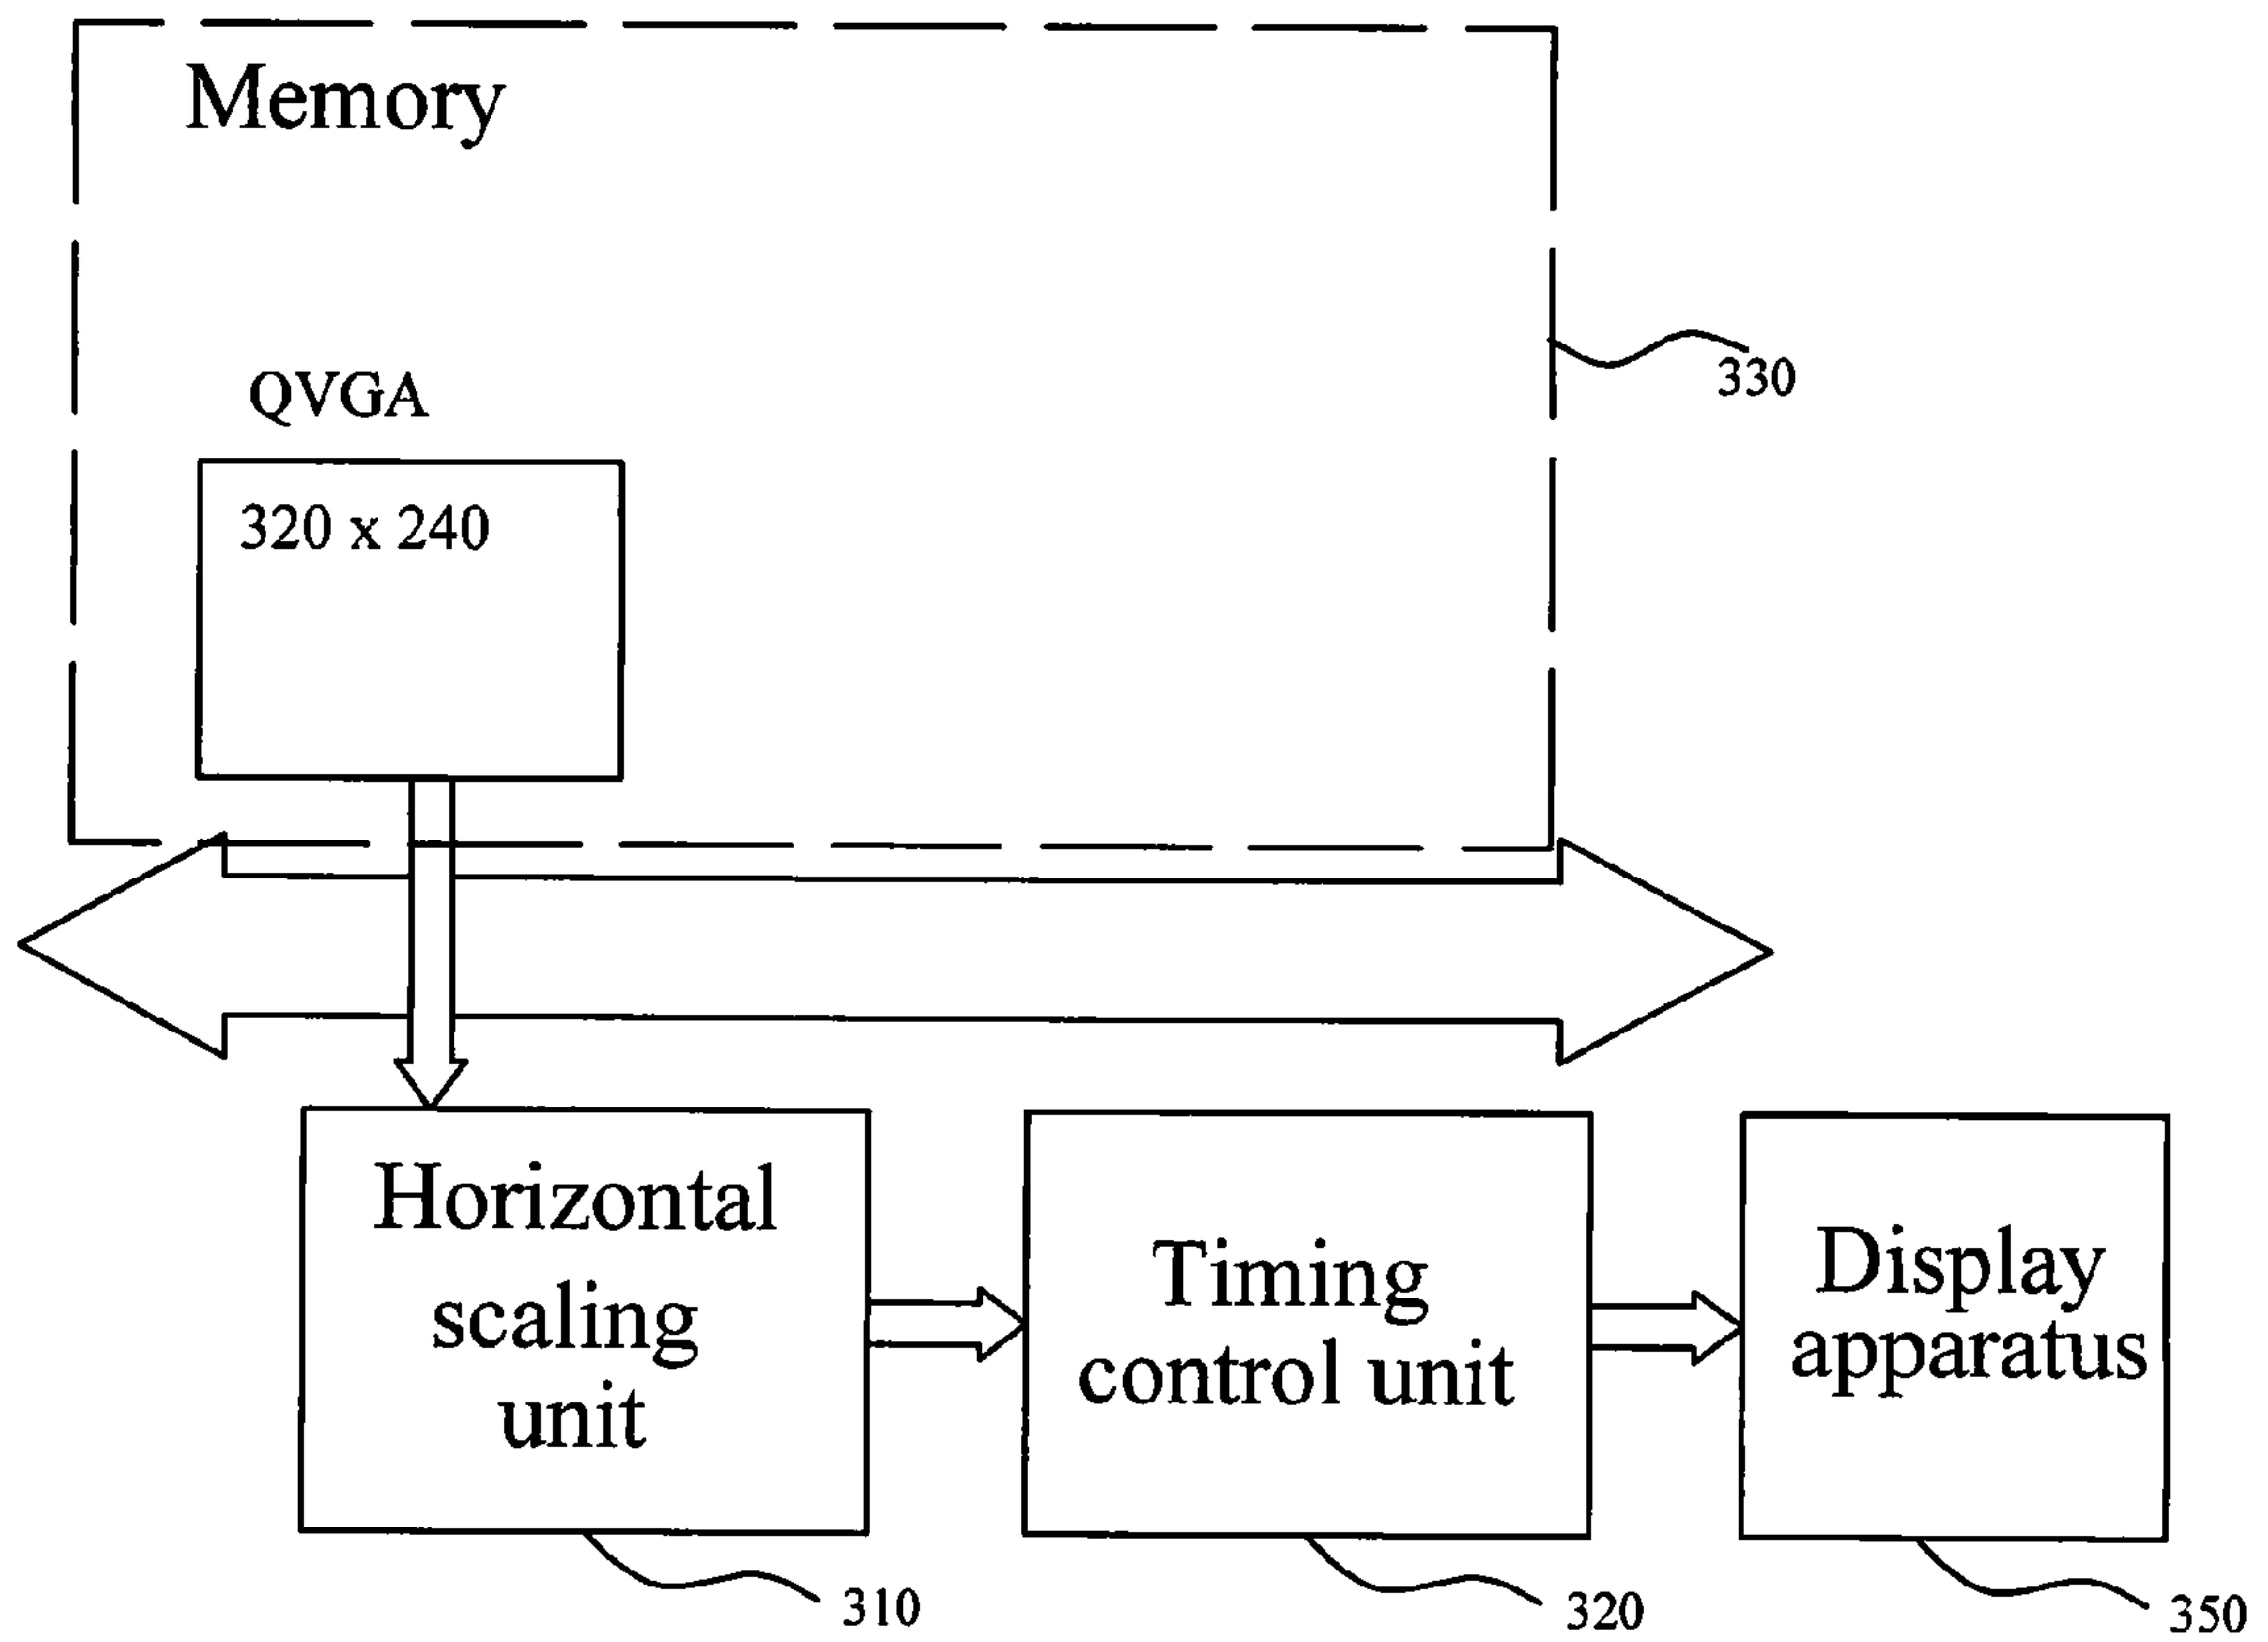 Memory
330
QVGA
320 x 240
Horizontal
scaling
unit
Timing
control unit
Display
apparatus
310
320
350